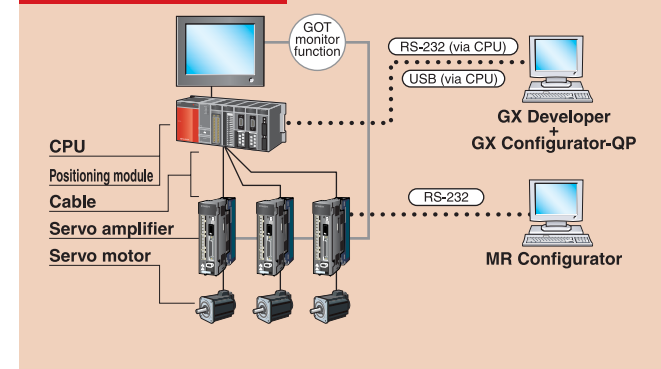 GOT
monitor
function
RS-232 (via CPU)
USB (via CPU)
GX Developer
+
GX Configurator-QP
CPU
Positioning module
Cable
RS-232
Servo amplifier
Servo motor
MR Configurator